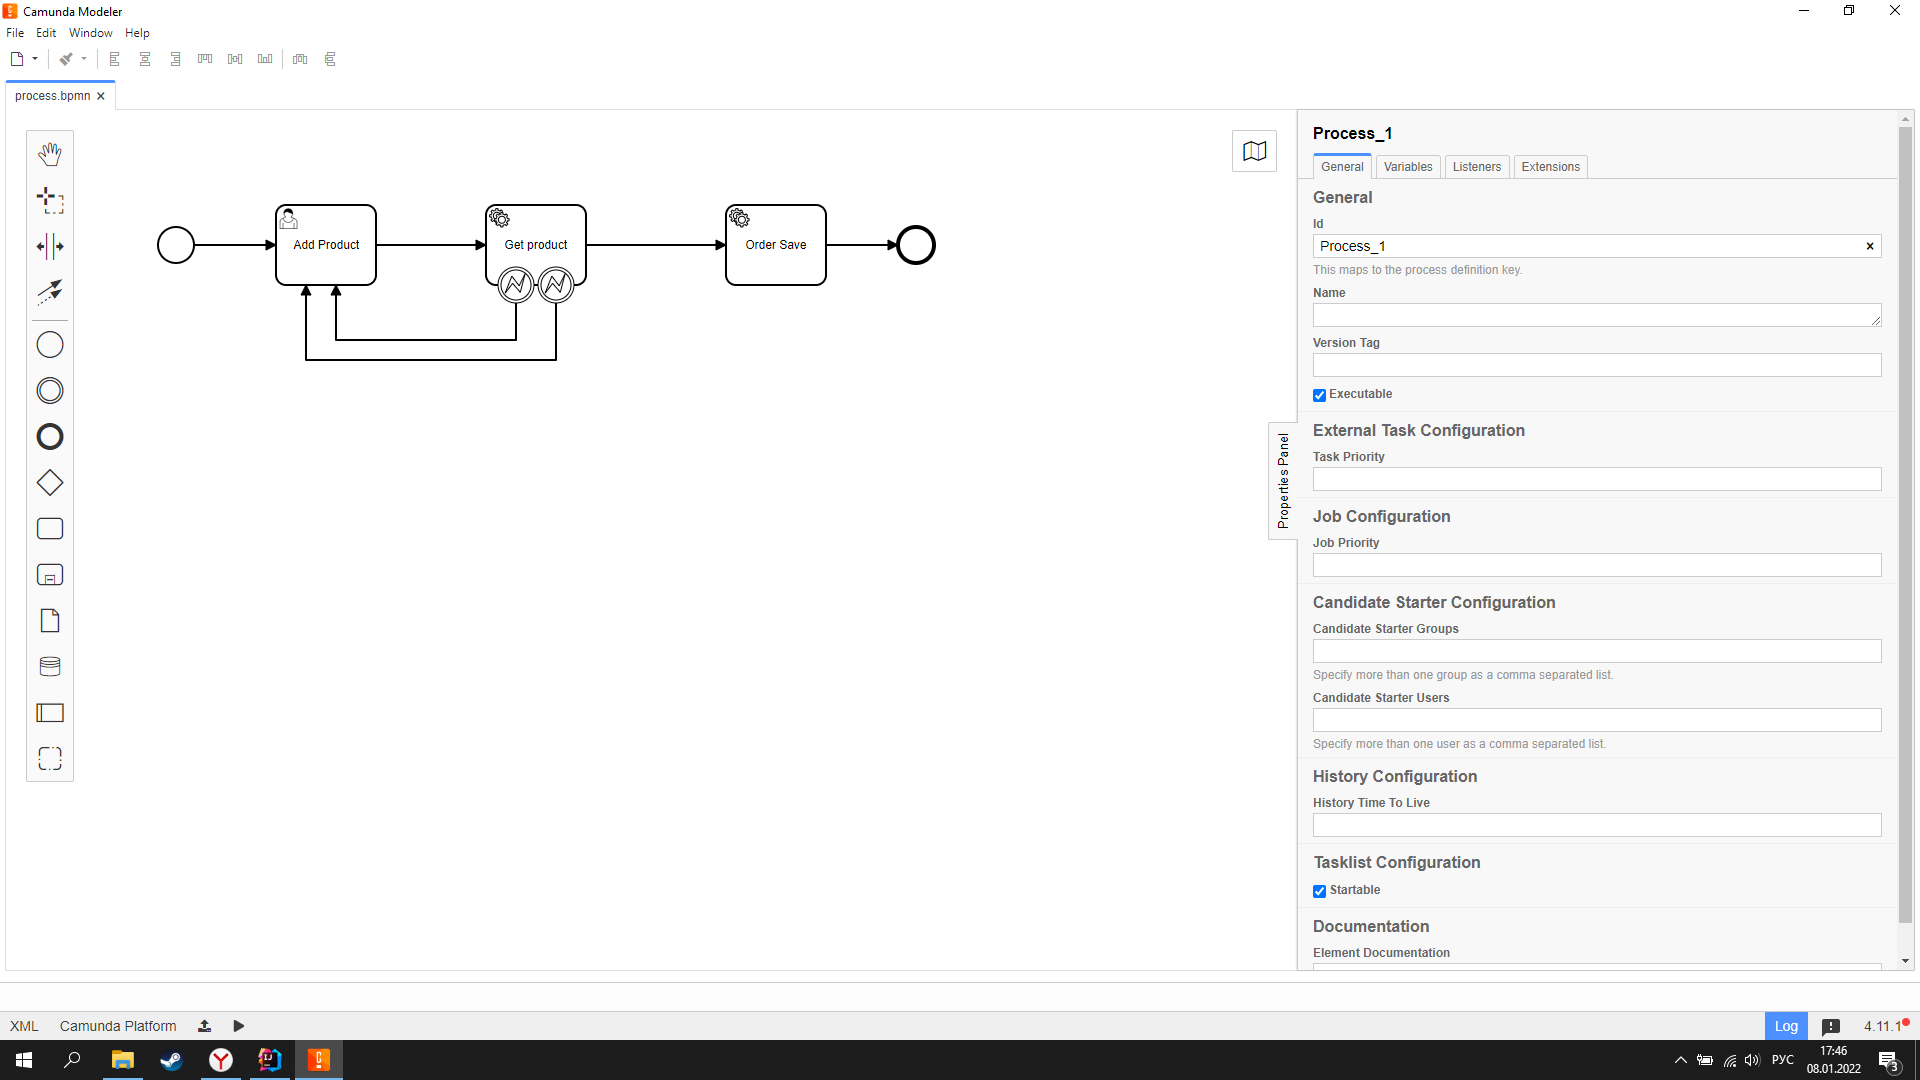 Camunda Modeler
File Edit Window Help
process.bpmn
Add Product
Get product
Order Save
Properties Panel
Process_1
General Variables Listeners Extensions
General
Id
Process_1
This maps to the process definition key.
Name
Version Tag
Executable
External Task Configuration
Task Priority
Job Configuration
Job Priority
Candidate Starter Configuration
Candidate Starter Groups
Specify more than one group as a comma separated list.
Candidate Starter Users
Specify more than one user as a comma separated list.
History Configuration
History Time To Live
Tasklist Configuration
Startable
Documentation
Element Documentation
XML Camunda Platform Log 4.11.1
РУС 17:46
08.01.2022
3